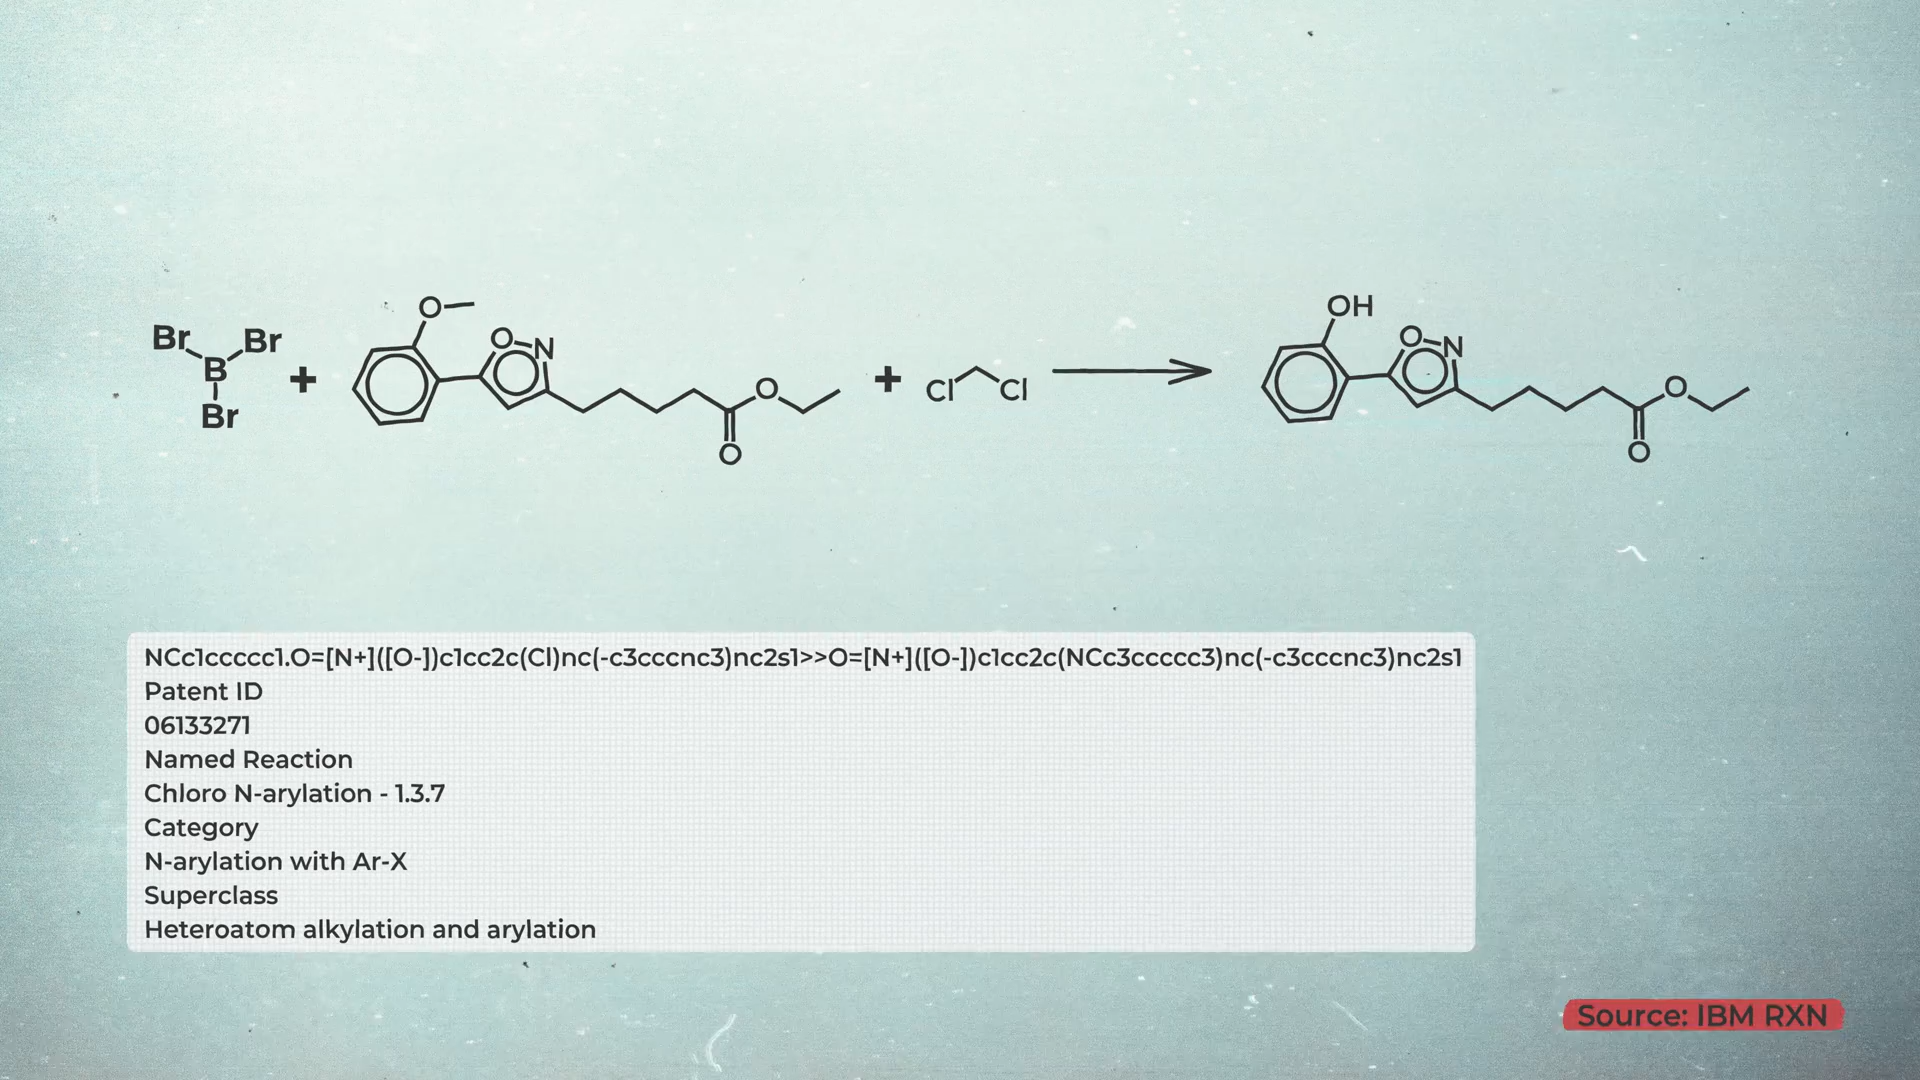 O
OH
Br Br
B
Br
+
O N
O
O
+
Cl Cl
O N
O
O
NCc1ccccc1.O=[N+]([O-])c1cc2c(Cl)nc(-c3cccnc3)nc2s1>>O=[N+]([O-])c1cc2c(NCc3ccccc3)nc(-c3cccnc3)nc2s1
Patent ID
06133271
Named Reaction
Chloro N-arylation - 1.3.7
Category
N-arylation with Ar-X
Superclass
Heteroatom alkylation and arylation
Source: IBM RXN